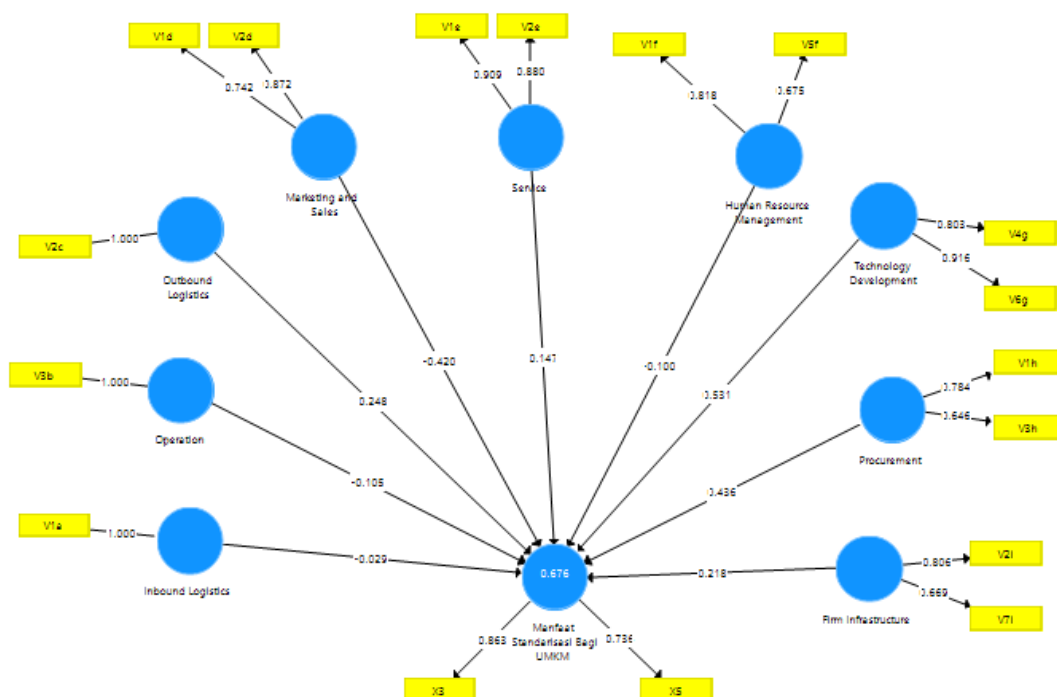 V1d
V2d
V1e
V2e
V1f
V5f
0.742
0.872
0.909
0.880
0.818
0.675
Marketing and
Sales
Service
Human Resource
Management
V2c
1.000
Outbound
Logistics
0.803
V4g
Technology
Development
0.916
V6g
-0.420
0.147
-0.100
0.248
0.531
V3b
1.000
Operation
V1h
0.784
0.646
V3h
Procurement
-0.105
0.436
V1a
1.000
Inbound Logistics
-0.029
0.676
0.218
0.806
V2i
0.669
V7i
Firm Infrastructure
Manfaat
Standarisasi Bagi
UMKM
0.863
0.736
X3
X5